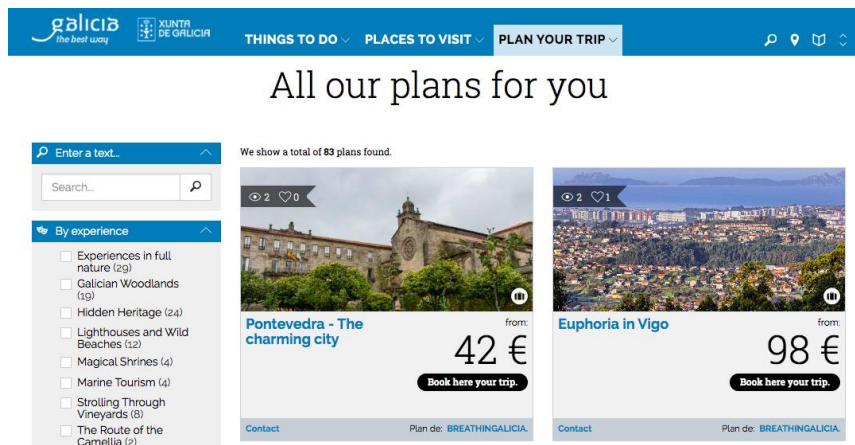 galicia
the best way
XUNTA
DE GALICIA
THINGS TO DO
PLACES TO VISIT
PLAN YOUR TRIP
All our plans for you
Enter a text...
Search...
By experience
Experiences in full
nature (29)
Galician Woodlands
(19)
Hidden Heritage (24)
Lighthouses and Wild
Beaches (12)
Magical Shrines (4)
Marine Tourism (4)
Strolling Through
Vineyards (8)
The Route of the
Camellia (2)
We show a total of 83 plans found.
2 0
Pontevedra - The
charming city
from:
42 €
Book here your trip.
Contact
Plan de: BREATHINGALICIA.
2 1
Euphoria in Vigo
from:
98 €
Book here your trip.
Contact
Plan de: BREATHINGALICIA.